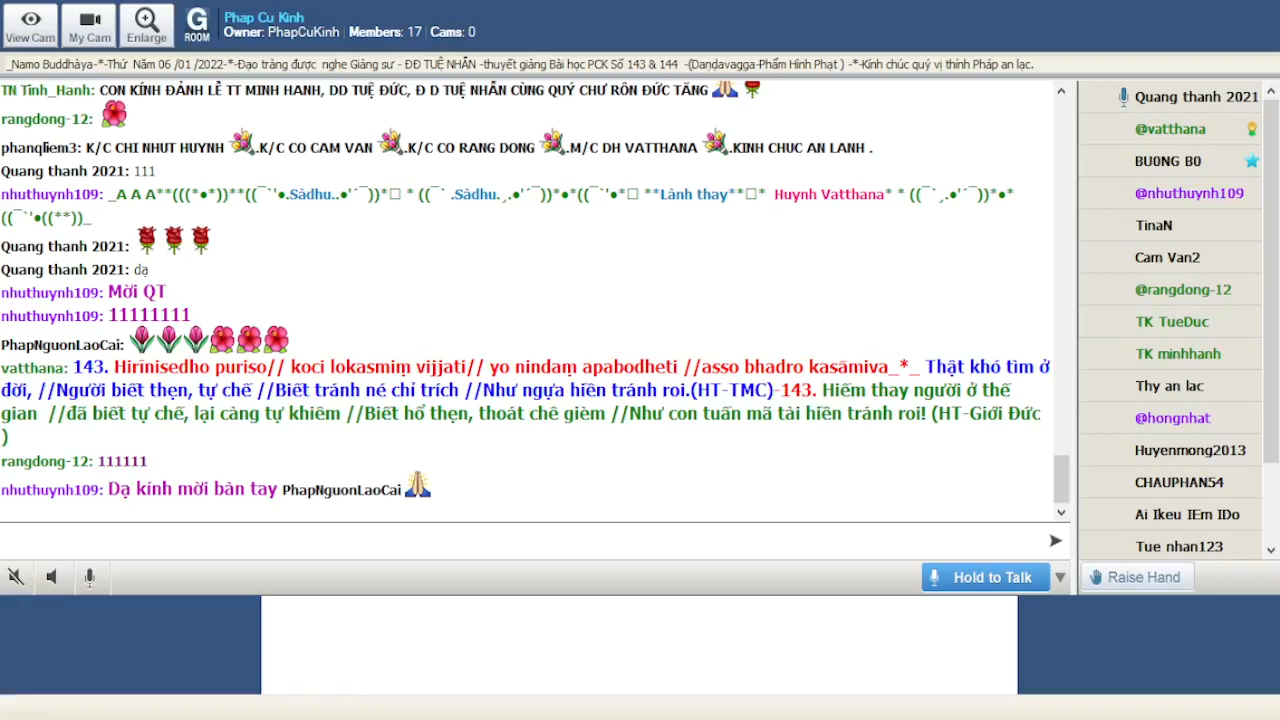 View Cam
My Cam
Enlarge
G
ROOM
Phap Cu Kinh
Owner: PhapCuKinh | Members: 17 | Cams: 0
_Namo Buddhàya-*-Thứ Năm 06 /01 /2022-*-Đạo tràng được nghe Giảng sư - ĐĐ TUỆ NHẪN -thuyết giảng Bài học PCK Số 143 & 144 -(Daṇḍavagga-Phẩm Hình Phạt ) -*-Kính chúc quý vị thính Pháp an lạc.
TN Tinh_Hanh: CON KÍNH ĐẢNH LỄ TT MINH HẠNH, DD TUỆ ĐỨC, Đ D TUỆ NHẪN CÙNG QUÝ CHƯ RÔN ĐỨC TĂNG
rangdong-12:
phanqliem3: K/C CHI NHUT HUYNH .K/C CO CAM VAN .K/C CO RANG DONG .M/C DH VATTHANA .KINH CHUC AN LANH .
Quang thanh 2021: 111
nhuthuynh109: _A A A**(((*•*))**((¯`'•.Sàdhu..•'´¯))*□ * ((¯` .Sàdhu.¸.•'´¯))*•*((¯`'•*□ **Lành thay**□* Huynh Vatthana* * ((¯`¸.•'´¯))*•*
((¯`'•((**))_
Quang thanh 2021:
Quang thanh 2021: dạ
nhuthuynh109: Mời QT
nhuthuynh109: 11111111
PhapNguonLaoCai:
vatthana: 143. Hirīnisedho puriso// koci lokasmiṃ vijjati// yo nindaṃ apabodheti //asso bhadro kasāmiva_*_ Thật khó tìm ở
đời, //Người biết thẹn, tự chế //Biết tránh né chỉ trích //Như ngựa hiền tránh roi.(HT-TMC)-143. Hiếm thay người ở thế
gian //đã biết tự chế, lại càng tự khiêm //Biết hổ thẹn, thoát chê gièm //Như con tuấn mã tài hiền tránh roi! (HT-Giới Đức
)
rangdong-12: 111111
nhuthuynh109: Dạ kính mời bàn tay PhapNguonLaoCai
Hold to Talk
Quang thanh 2021
@vatthana
BU0NG B0
@nhuthuynh109
TinaN
Cam Van2
@rangdong-12
TK TueDuc
TK minhhanh
Thy an lac
@hongnhat
Huyenmong2013
CHAUPHAN54
Ai Ikeu IEm IDo
Tue nhan123
Raise Hand